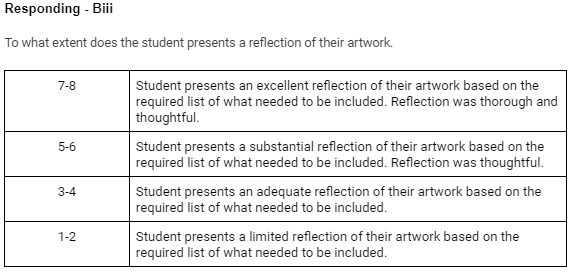 Responding - Biii
To what extent does the student presents a reflection of their artwork.
7-8
Student presents an excellent reflection of their artwork based on the
required list of what needed to be included. Reflection was thorough and
thoughtful.
5-6
Student presents a substantial reflection of their artwork based on the
required list of what needed to be included. Reflection was thoughtful.
3-4
Student presents an adequate reflection of their artwork based on the
required list of what needed to be included.
1-2
Student presents a limited reflection of their artwork based on the
required list of what needed to be included.